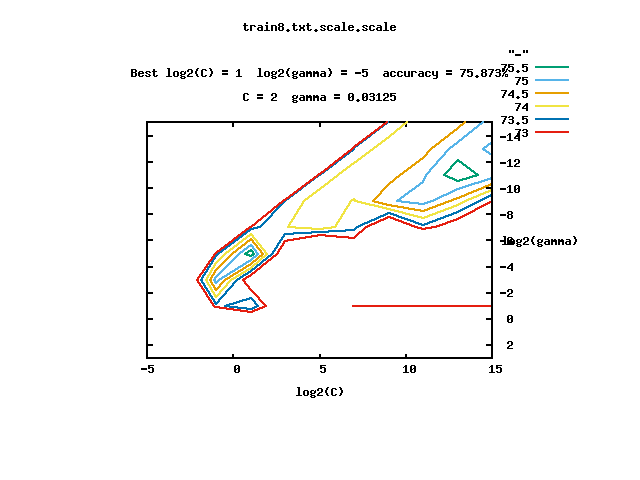 train8.txt.scale.scale
"-"
Best log2(C) = 1  log2(gamma) = -5  accuracy = 75.873%
75.5
75
74.5
C = 2  gamma = 0.03125
74
73.5
73
-14
-12
-10
-8
-6
log2(gamma)
-4
-2
0
2
-5 0 5 10 15
log2(C)